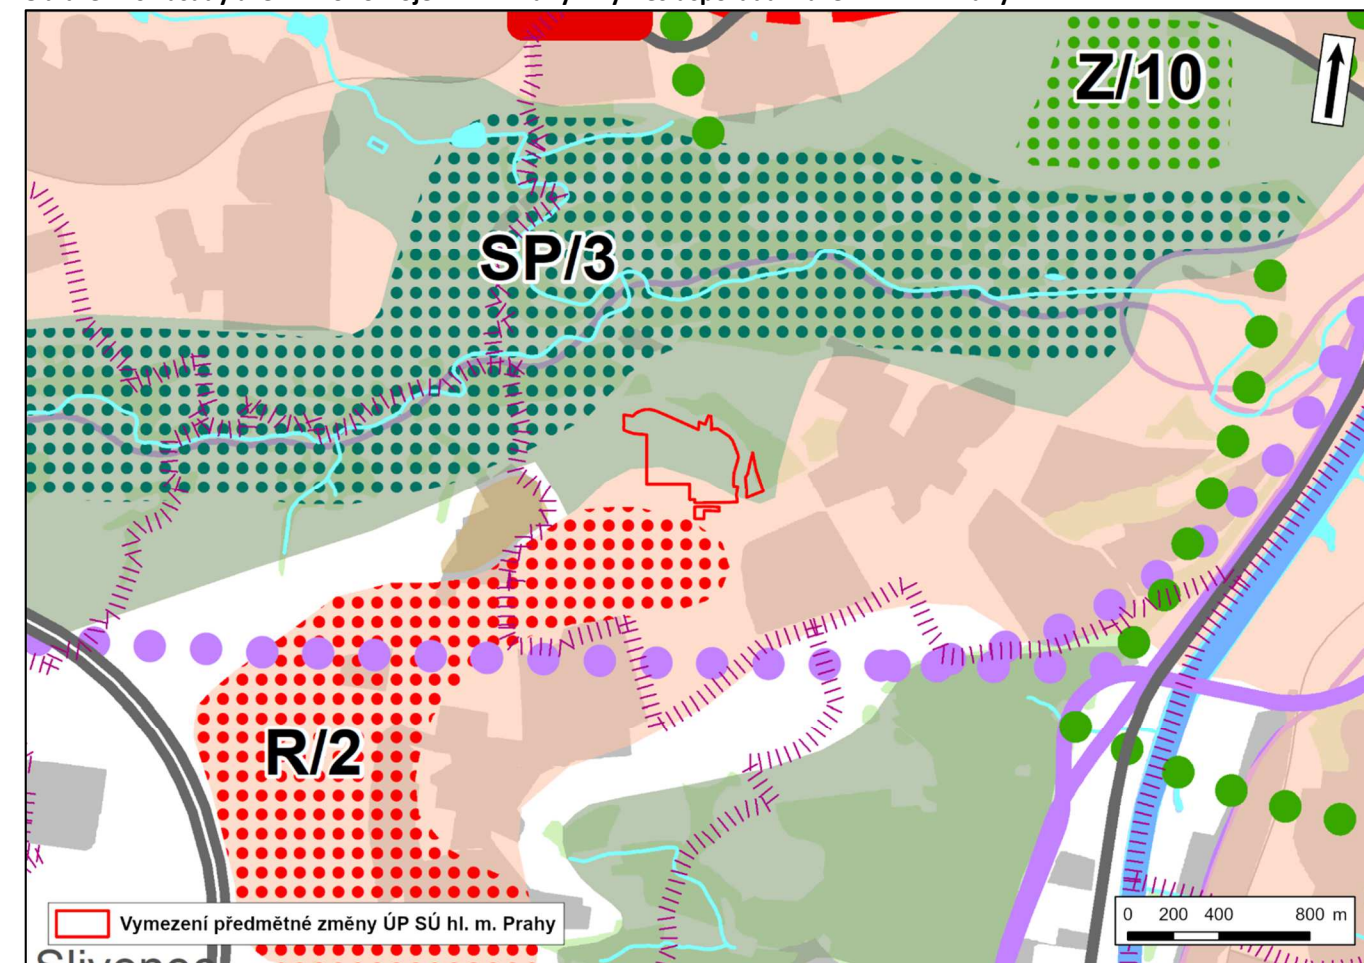 Z/10
SP/3
R/2
Vymezení předmětné změny ÚP SÚ hl. m. Prahy
0 200 400 800 m